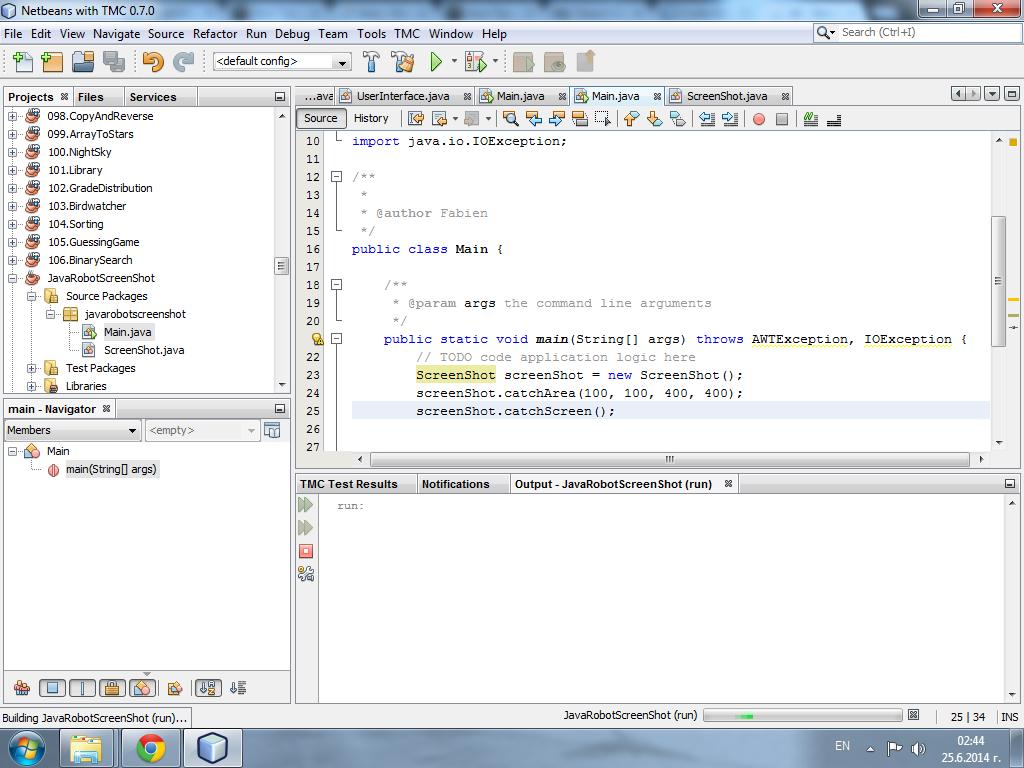 Netbeans with TMC 0.7.0
File Edit View Navigate Source Refactor Run Debug Team Tools TMC Window Help
Search (Ctrl+I)
<default config>
Projects Files Services
098.CopyAndReverse
099.ArrayToStars
100.NightSky
101.Library
102.GradeDistribution
103.Birdwatcher
104.Sorting
105.GuessingGame
106.BinarySearch
JavaRobotScreenShot
Source Packages
javarobotscreenshot
Main.java
ScreenShot.java
Test Packages
Libraries
main - Navigator
Members
<empty>
Main
main(String[] args)
...ava UserInterface.java Main.java Main.java ScreenShot.java
Source History
10 import java.io.IOException;
11
12 /**
13 *
14 * @author Fabien
15 */
16 public class Main {
17
18 /**
19 * @param args the command line arguments
20 */
public static void main(String[] args) throws AWTException, IOException {
22 // TODO code application logic here
23 ScreenShot screenShot = new ScreenShot();
24 screenShot.catchArea(100, 100, 400, 400);
25 screenShot.catchScreen();
26
27
TMC Test Results Notifications Output - JavaRobotScreenShot (run)
run:
Building JavaRobotScreenShot (run)...
JavaRobotScreenShot (run)
25 | 34 INS
EN
02:44
25.6.2014 г.